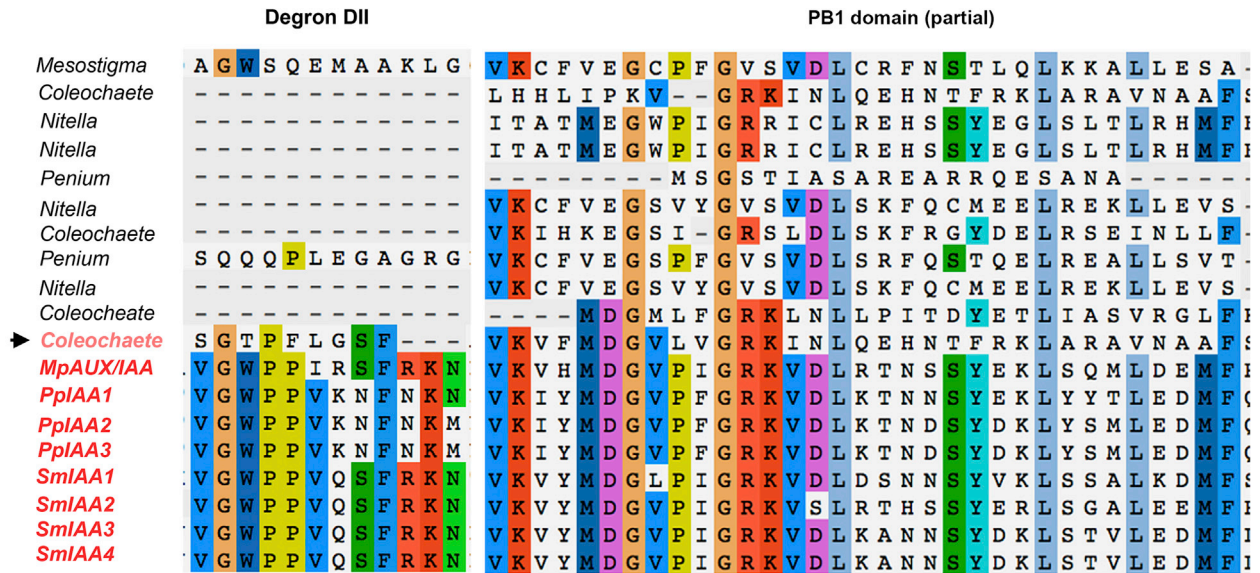 Degron DII PB1 domain (partial)
Mesostigma A G W S Q E M A A K L G V K C F V E G C P F G V S V D L C R F N S T L Q L K K A L L E S A -
Coleochaete - - - - - - - - - - - - L H H L I P K V - - G R K I N L Q E H N T F R K L A R A V N A A F S
Nitella - - - - - - - - - - - - I T A T M E G W P I G R R I C L R E H S S Y E G L S L T L R H M F
Nitella - - - - - - - - - - - - I T A T M E G W P I G R R I C L R E H S S Y E G L S L T L R H M F
Penium - - - - - - - - - - - - - - - - - - - - M S G S T I A S A R E A R R Q E S A N A - - - - -
Nitella - - - - - - - - - - - - V K C F V E G S V Y G V S V D L S K F Q C M E E L R E K L L E V S -
Coleochaete - - - - - - - - - - - - V K I H K E G S I - G R S L D L S K F R G Y D E L R S E I N L L F -
Penium S Q Q Q P L E G A G R G V K C F V E G S P F G V S V D L S R F Q S T Q E L R E A L L S V T -
Nitella - - - - - - - - - - - - V K C F V E G S V Y G V S V D L S K F Q C M E E L R E K L L E V S -
Coleocheate - - - - - - - - - - - - - - - - M D G M L F G R K L N L L P I T D Y E T L I A S V R G L F
Coleochaete S G T P F L G S F - - - V K V F M D G V L V G R K I N L Q E H N T F R K L A R A V N A A F S
MpAUX/IAA V G W P P I R S F R K N V K V H M D G V P I G R K V D L R T N S S Y E K L S Q M L D E M F
PpIAA1 V G W P P V K N F N K N V K I Y M D G V P F G R K V D L K T N N S Y E K L Y Y T L E D M F
PpIAA2 V G W P P V K N F N K M V K I Y M D G V P F G R K V D L K T N D S Y D K L Y S M L E D M F
PpIAA3 V G W P P V K N F N K M V K I Y M D G V P F G R K V D L K T N D S Y D K L Y S M L E D M F
SmIAA1 V G W P P V Q S F R K N V K V Y M D G L P I G R K V D L D S N N S Y V K L S S A L K D M F
SmIAA2 V G W P P V Q S F R K N V K V Y M D G V P I G R K V S L R T H S S Y E R L S G A L E E M F
SmIAA3 V G W P P V Q S F R K N V K V Y M D G V P I G R K V D L K A N N S Y D K L S T V L E D M F
SmIAA4 V G W P P V Q S F R K N V K V Y M D G V P I G R K V D L K A N N S Y D K L S T V L E D M F